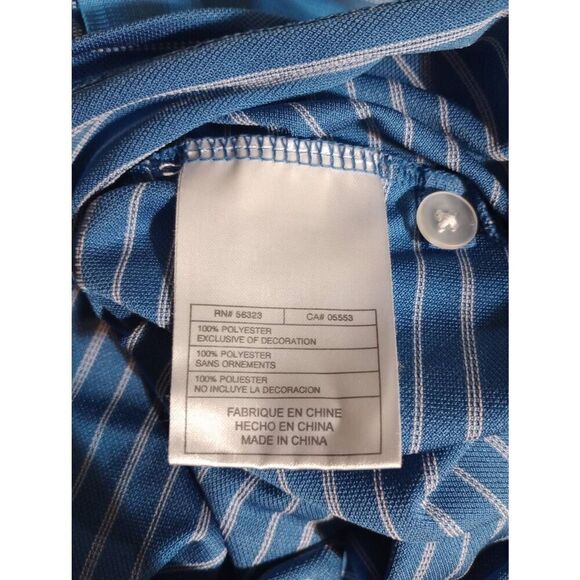 RN# 56323 CA# 05553
100% POLYESTER
EXCLUSIVE OF DECORATION
100% POLYESTER
SANS ORNEMENTS
100% POLIESTER
NO INCLUYE LA DECORACION
FABRIQUE EN CHINE
HECHO EN CHINA
MADE IN CHINA